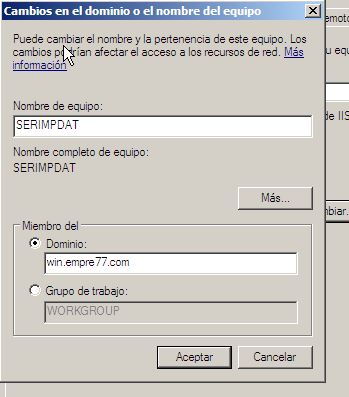 Cambios en el dominio o el nombre del equipo
Puede cambiar el nombre y la pertenencia de este equipo. Los
cambios podrían afectar el acceso a los recursos de red. Más
información
Nombre de equipo:
SERIMPDAT
Nombre completo de equipo:
SERIMPDAT
Más...
Miembro del
Dominio:
win.empre77.com
Grupo de trabajo:
WORKGROUP
Aceptar
Cancelar
de IIS